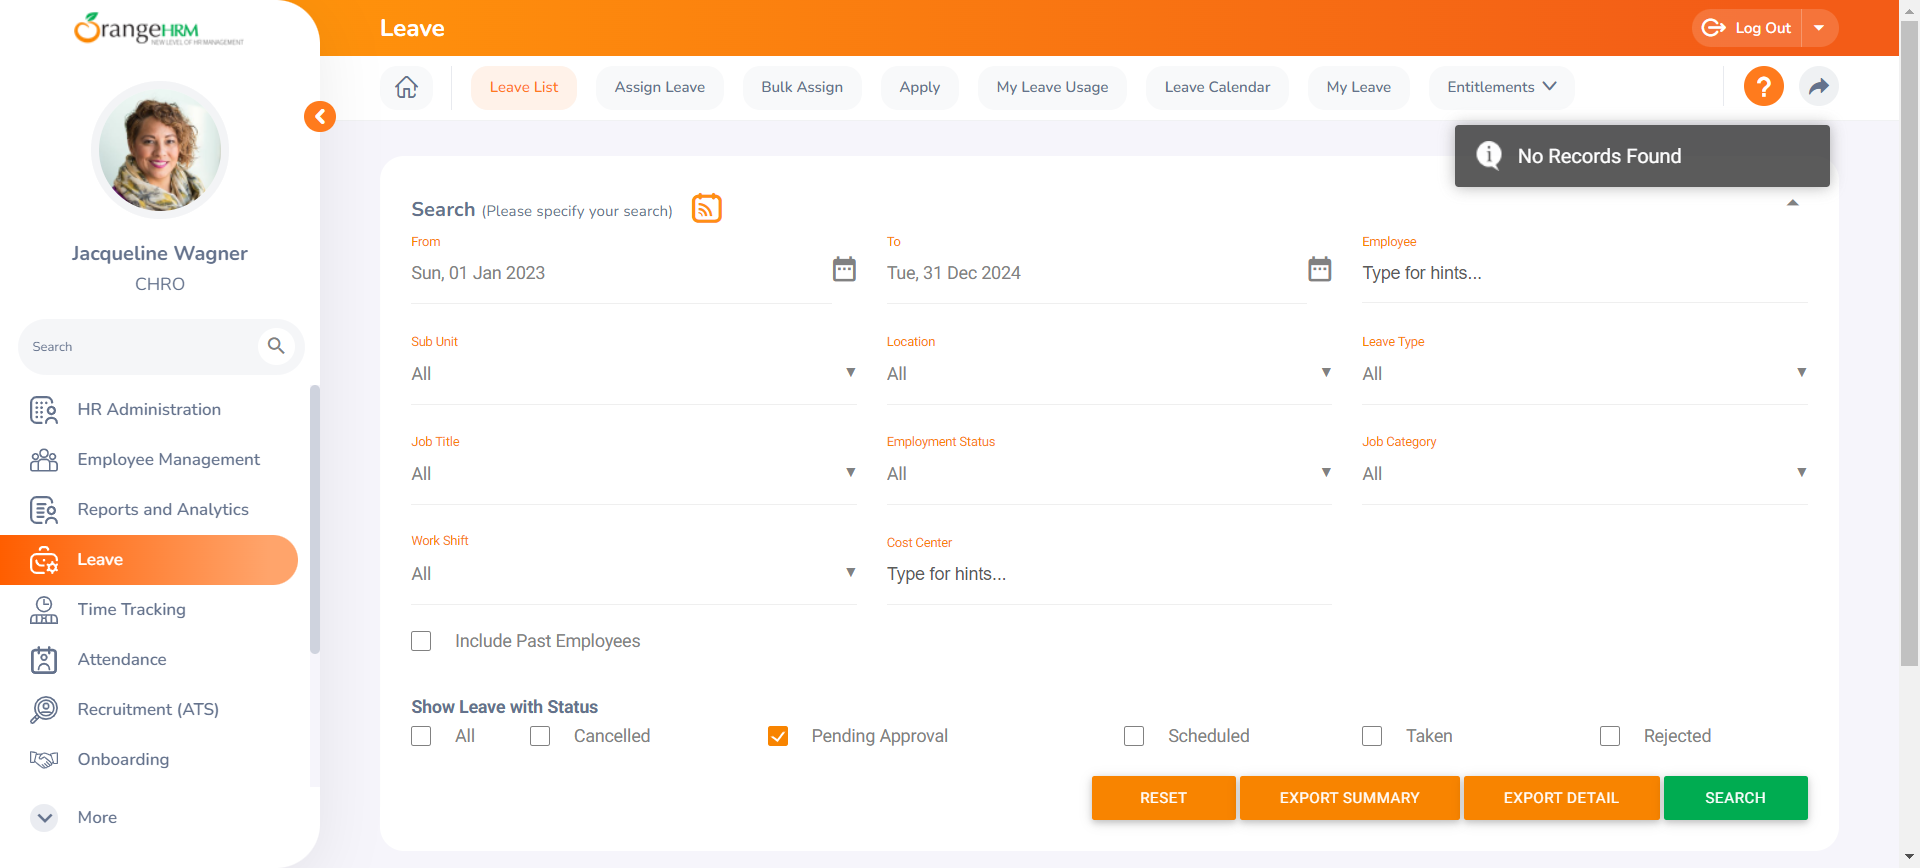 OrangeHRM
NEW LEVEL OF HR MANAGEMENT
Leave
Log Out
Leave List
Assign Leave
Bulk Assign
Apply
My Leave Usage
Leave Calendar
My Leave
Entitlements
?
No Records Found
Jacqueline Wagner
CHRO
Search
HR Administration
Employee Management
Reports and Analytics
Leave
Time Tracking
Attendance
Recruitment (ATS)
Onboarding
More
Search (Please specify your search)
From
Sun, 01 Jan 2023
To
Tue, 31 Dec 2024
Employee
Type for hints...
Sub Unit
All
Location
All
Leave Type
All
Job Title
All
Employment Status
All
Job Category
All
Work Shift
All
Cost Center
Type for hints...
Include Past Employees
Show Leave with Status
All
Cancelled
Pending Approval
Scheduled
Taken
Rejected
RESET
EXPORT SUMMARY
EXPORT DETAIL
SEARCH